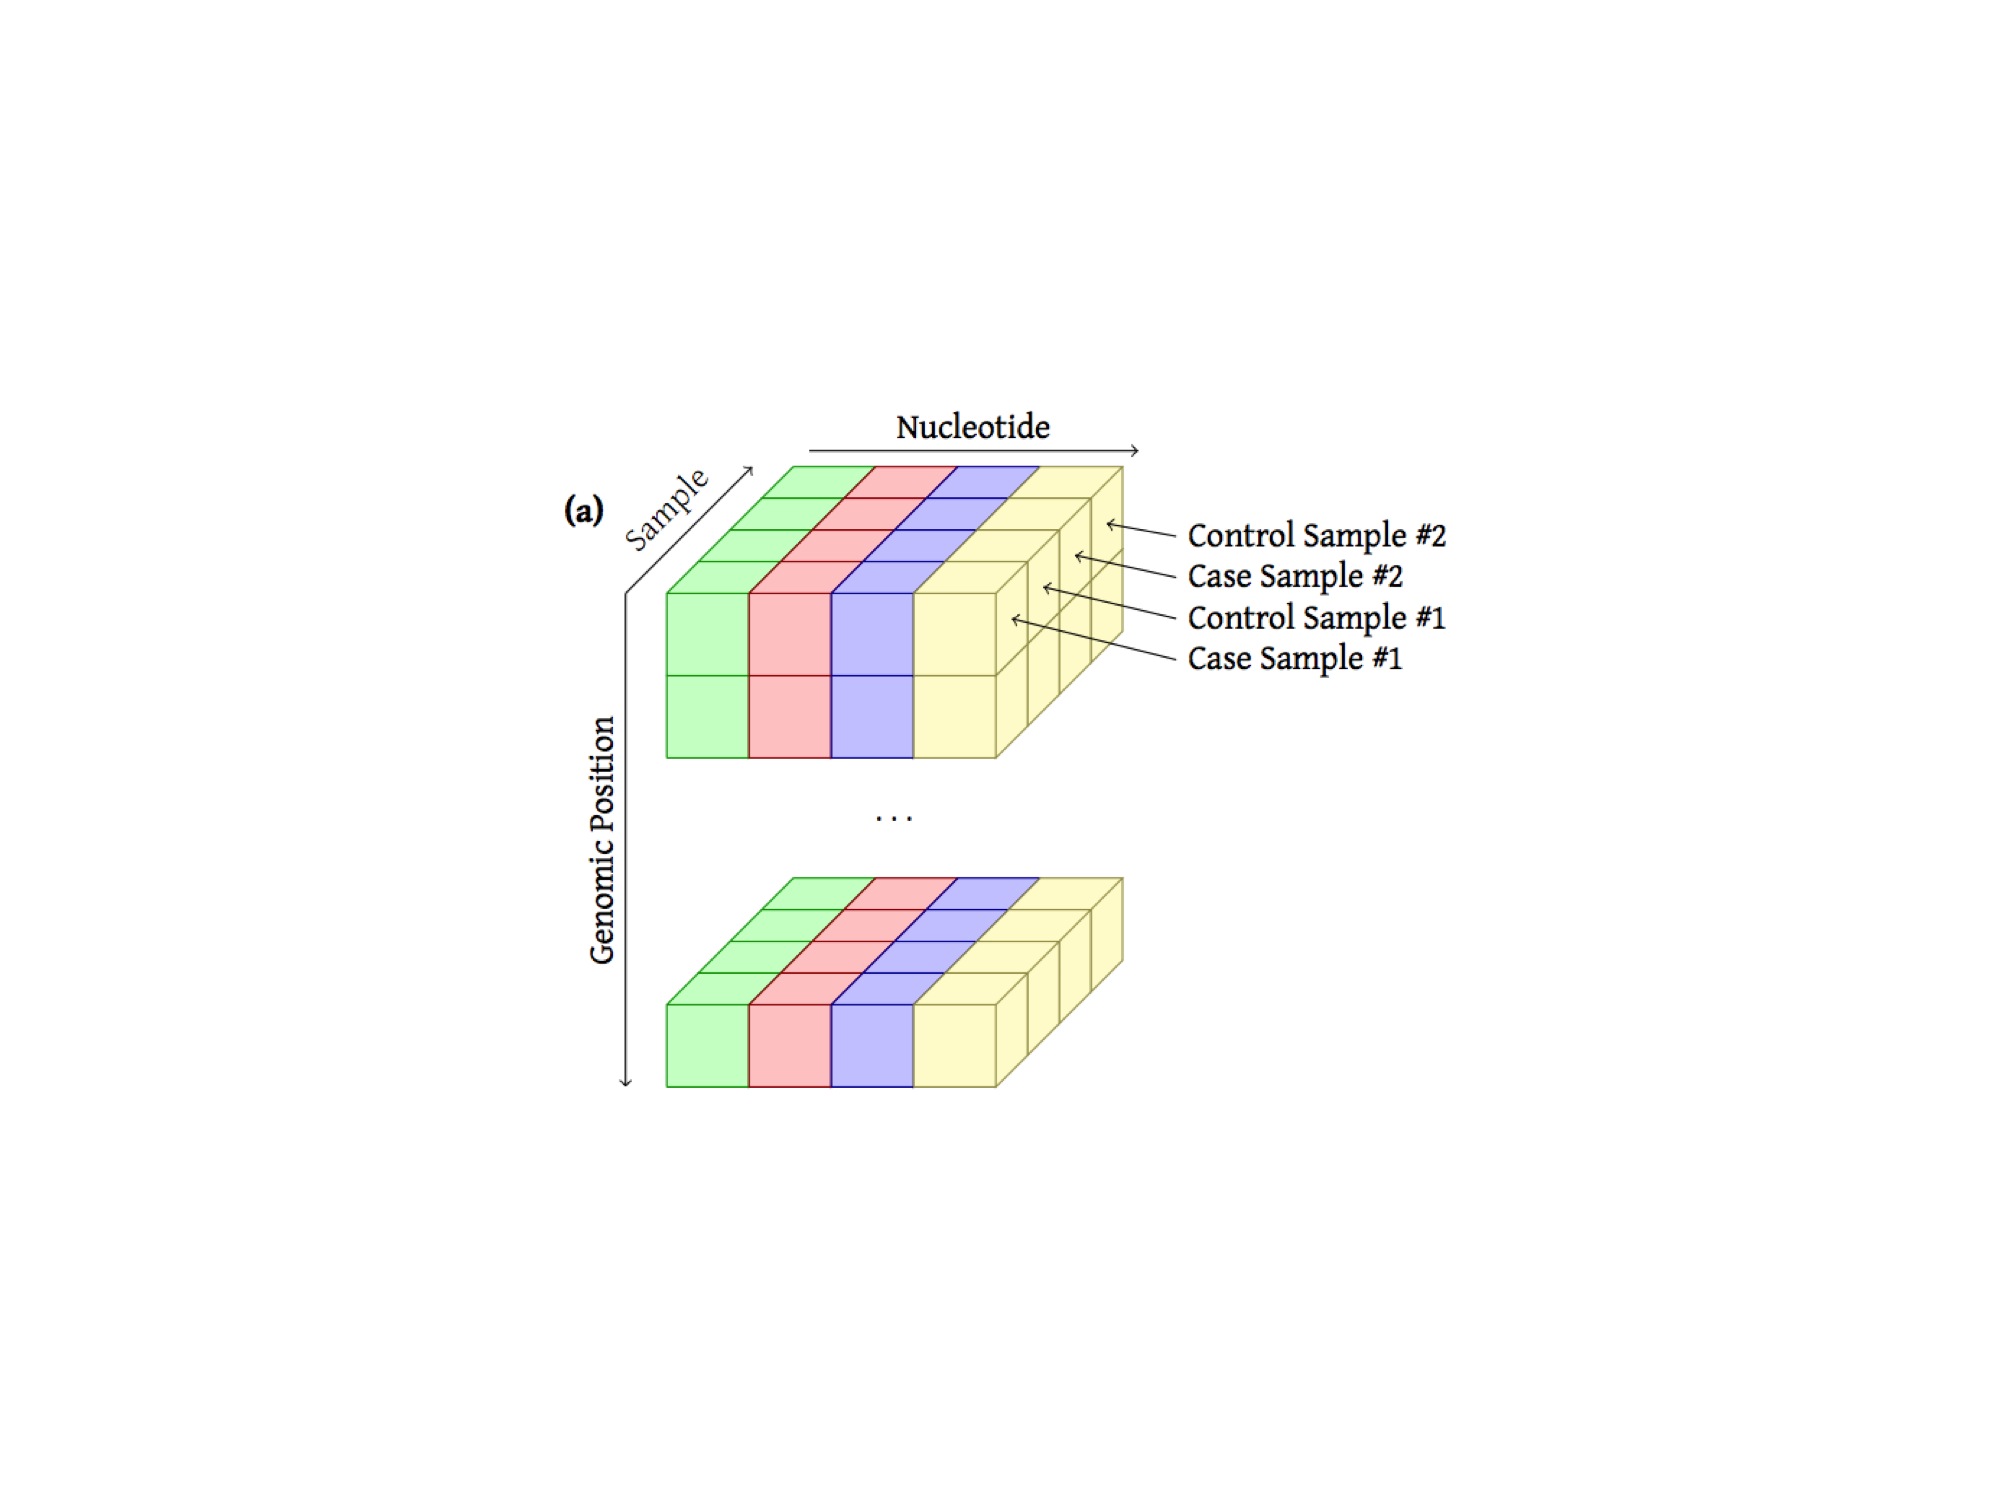 Nucleotide
Sample
(a)
Control Sample #2
Case Sample #2
Control Sample #1
Case Sample #1
Genomic Position
...